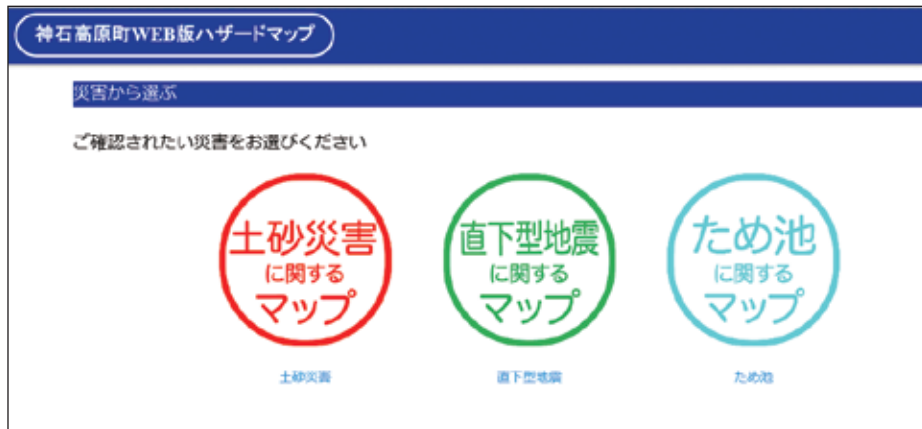 神石高原町WEB版ハザードマップ
災害から選ぶ
ご確認されたい災害をお選びください
土砂災害
に関する
マップ
直下型地震
に関する
マップ
ため池
に関する
マップ
土砂災害
直下型地震
ため池